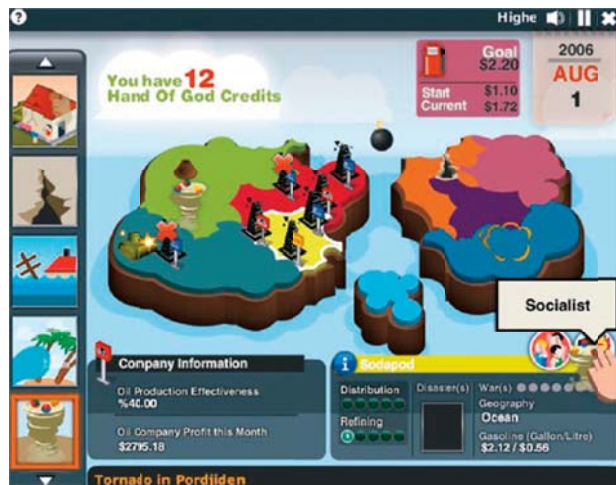 ?
Highe
You have 12
Hand Of God Credits
Goal
$2.20
Start $1.10
Current $1.72
2006
AUG
1
Socialist
Company Information
Oil Production Effectiveness
%40.00
Oil Company Profit this Month
$2795.18
i Sodapod
Distribution
Refining
Disaster(s)
War(s)
Geography
Ocean
Gasoline (Gallon/Litre)
$2.12 / $0.56
Tornado in Pordjiden